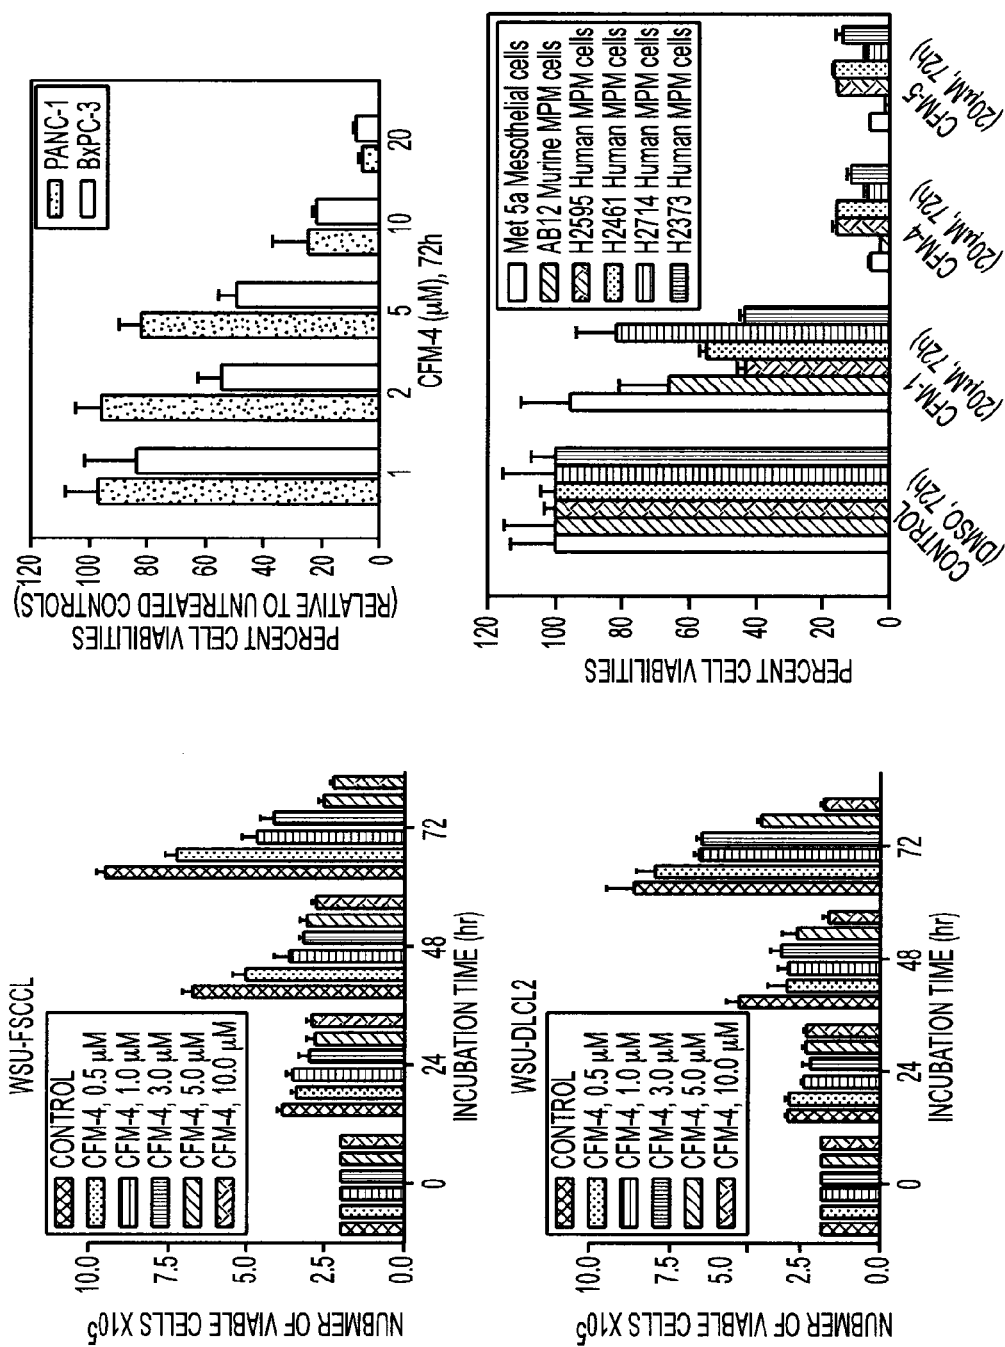 WSU-FSCCL
CONTROL
CFM-4, 0.5 µM
CFM-4, 1.0 µM
CFM-4, 3.0 µM
CFM-4, 5.0 µM
CFM-4, 10.0 µM
NUBMER OF VIABLE CELLS X10⁵
10.0
7.5
5.0
2.5
0.0
0
24
48
72
INCUBATION TIME (hr)
PANC-1
BxPC-3
PERCENT CELL VIABILITIES
(RELATIVE TO UNTREATED CONTROLS)
120
100
80
60
40
20
0
1
2
5
10
20
CFM-4 (µM), 72h
WSU-DLCL2
CONTROL
CFM-4, 0.5 µM
CFM-4, 1.0 µM
CFM-4, 3.0 µM
CFM-4, 5.0 µM
CFM-4, 10.0 µM
NUBMER OF VIABLE CELLS X10⁵
10.0
7.5
5.0
2.5
0.0
0
24
48
72
INCUBATION TIME (hr)
Met 5a Mesothelial cells
AB12 Murine MPM cells
H2595 Human MPM cells
H2461 Human MPM cells
H2714 Human MPM cells
H2373 Human MPM cells
PERCENT CELL VIABILITIES
120
100
80
60
40
20
0
CONTROL
(DMSO, 72h)
CFM-1
(20µM, 72h)
CFM-4
(20µM, 72h)
CFM-5
(20µM, 72h)